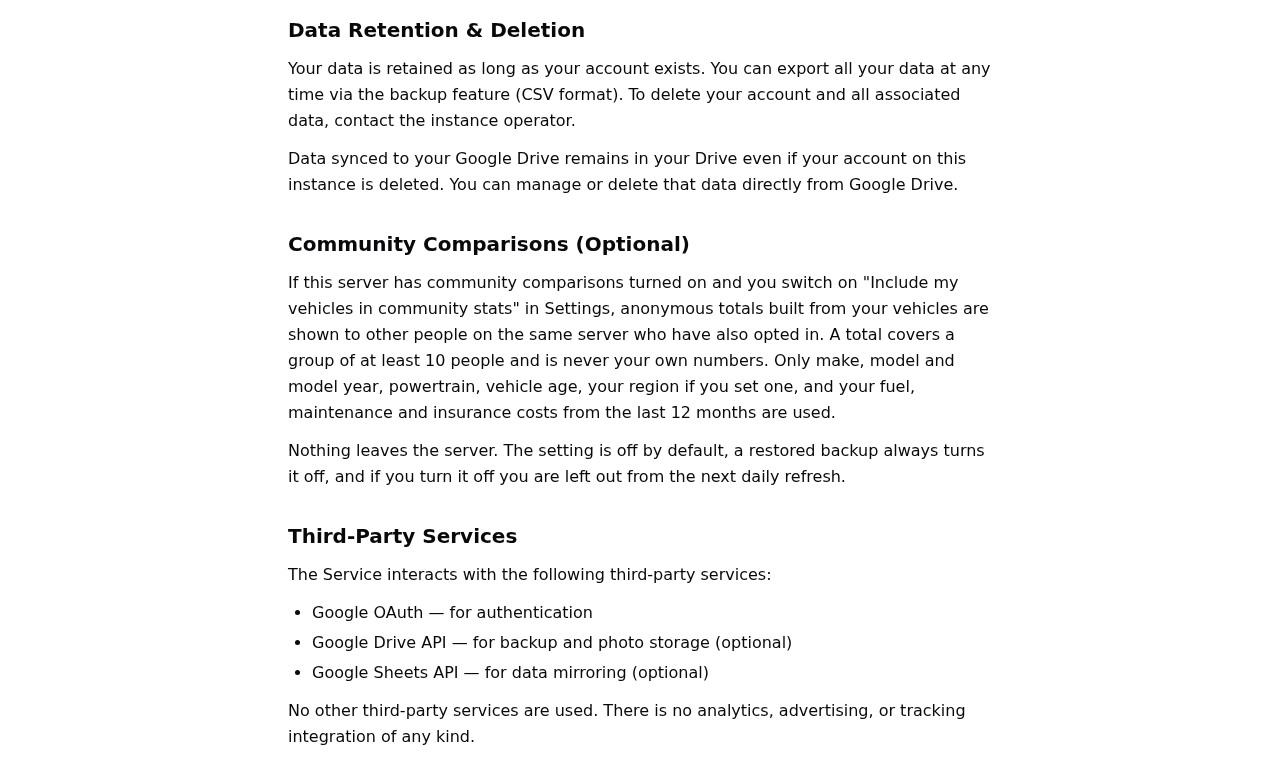 Data Retention & Deletion
Your data is retained as long as your account exists. You can export all your data at any
time via the backup feature (CSV format). To delete your account and all associated
data, contact the instance operator.
Data synced to your Google Drive remains in your Drive even if your account on this
instance is deleted. You can manage or delete that data directly from Google Drive.
Community Comparisons (Optional)
If this server has community comparisons turned on and you switch on "Include my
vehicles in community stats" in Settings, anonymous totals built from your vehicles are
shown to other people on the same server who have also opted in. A total covers a
group of at least 10 people and is never your own numbers. Only make, model and
model year, powertrain, vehicle age, your region if you set one, and your fuel,
maintenance and insurance costs from the last 12 months are used.
Nothing leaves the server. The setting is off by default, a restored backup always turns
it off, and if you turn it off you are left out from the next daily refresh.
Third-Party Services
The Service interacts with the following third-party services:
• Google OAuth — for authentication
• Google Drive API — for backup and photo storage (optional)
• Google Sheets API — for data mirroring (optional)
No other third-party services are used. There is no analytics, advertising, or tracking
integration of any kind.